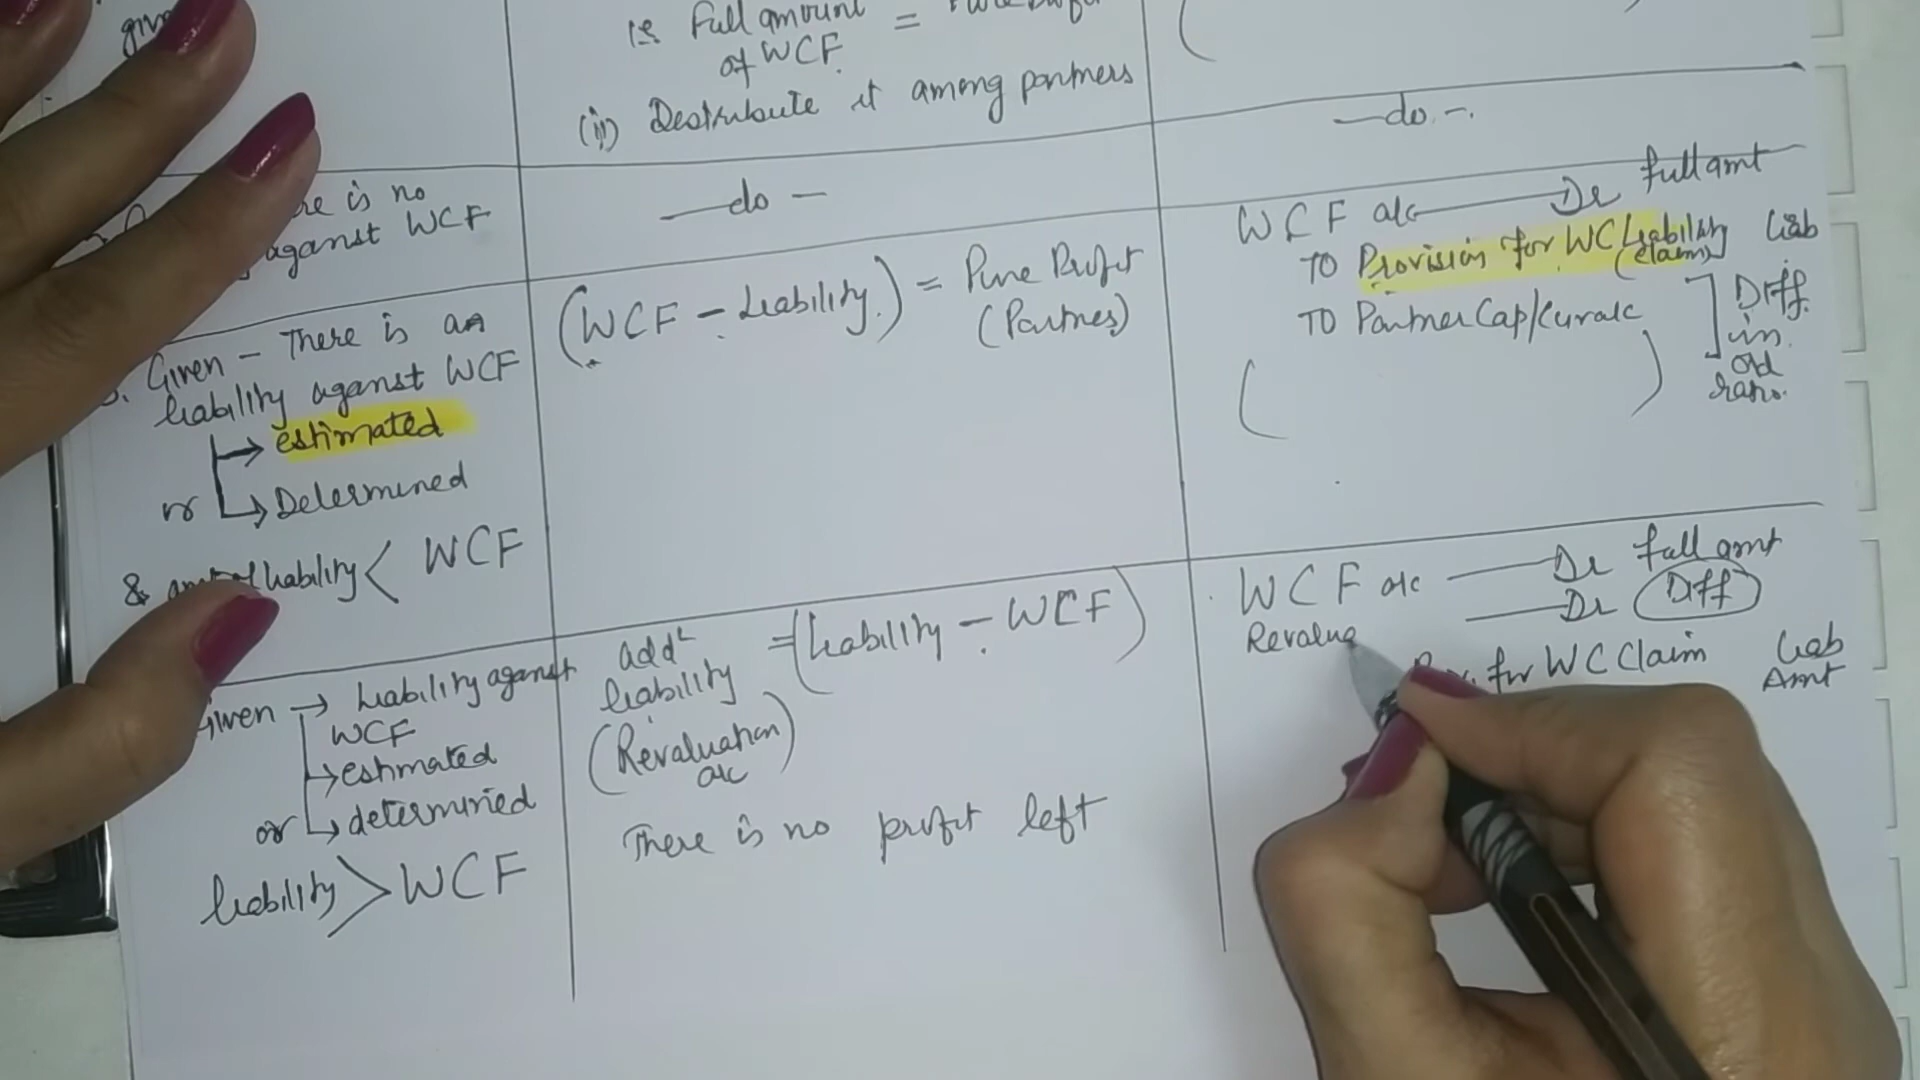 is Full amount =
of WCF.
(ii) Destribute it among partners
-do.-
re is no
against WCF
-do-
WCF a/c Dr full amt
To Provision for WC Liability Liab
(claim)
To Partner Cap/Cur a/c
Diff.
in
old
ratio.
Given - There is an
liability against WCF
estimated
or Determined
& liability < WCF
(WCF - Liability) = Pure Profit
(Partners)
Given → Liability against
WCF
estimated
or determined
liability > WCF
addl
liability = (Liability - WCF)
(Revaluation
a/c)
There is no profit left
WCF a/c Dr full amt
Revalua Dr Diff
for WC Claim Liab
Amt